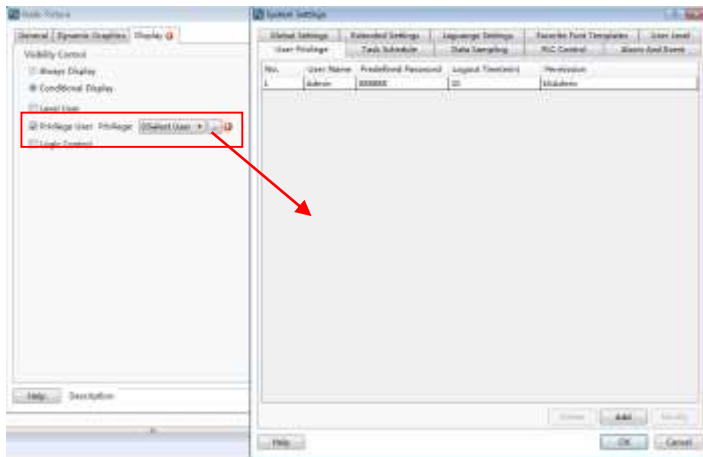 Static Picture
General Dynamic Graphics Display
Visibility Control
Always Display
Conditional Display
Level User
Privilege User Privilege: 0Select User ...
Logic Control
Help Description
System Settings
Global Settings Extended Settings Language Settings Favorite Font Templates User Level
User Privilege Task Schedule Data Sampling PLC Control Alarm And Event
No. User Name Predefined Password Logout Time(min) Permission
1 Admin 888888 10
Delete Add Modify
Help OK Cancel